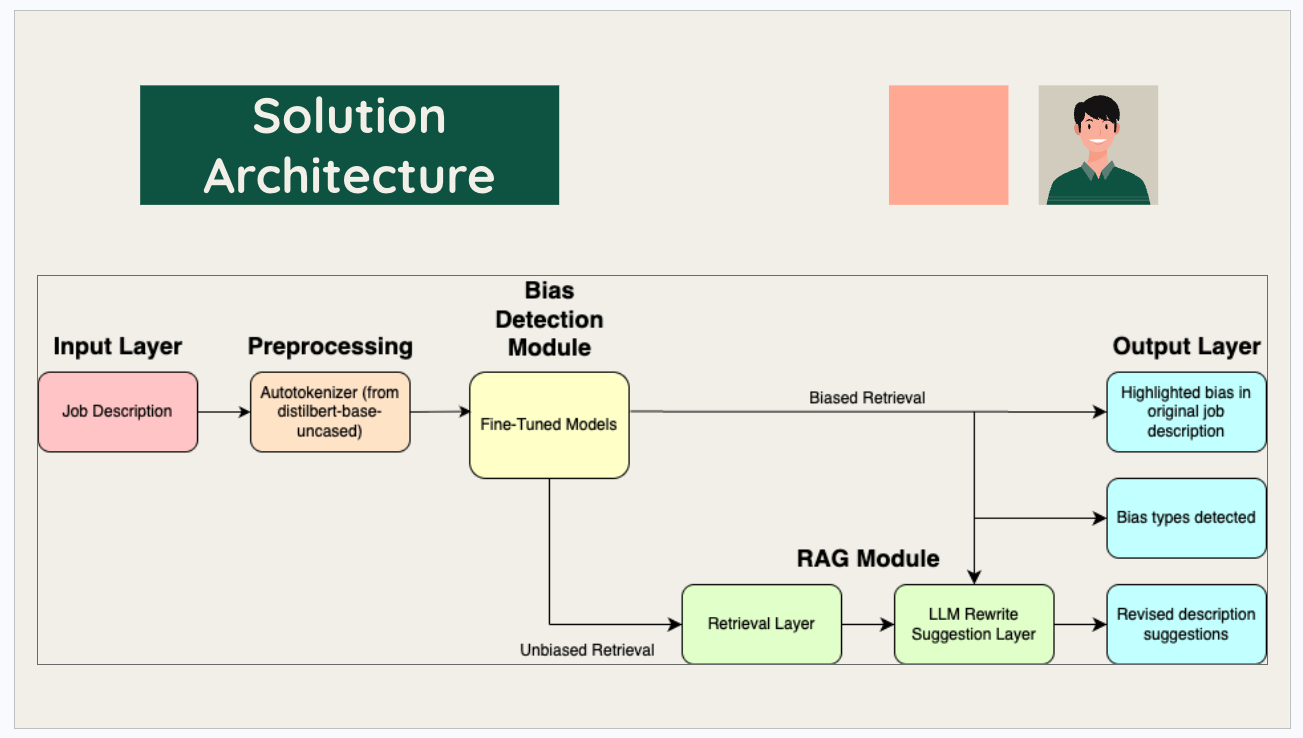 Solution
Architecture
Input Layer
Job Description
Preprocessing
Autotokenizer (from
distilbert-base-
uncased)
Bias
Detection
Module
Fine-Tuned Models
Biased Retrieval
Unbiased Retrieval
RAG Module
Retrieval Layer
LLM Rewrite
Suggestion Layer
Output Layer
Highlighted bias in
original job
description
Bias types detected
Revised description
suggestions